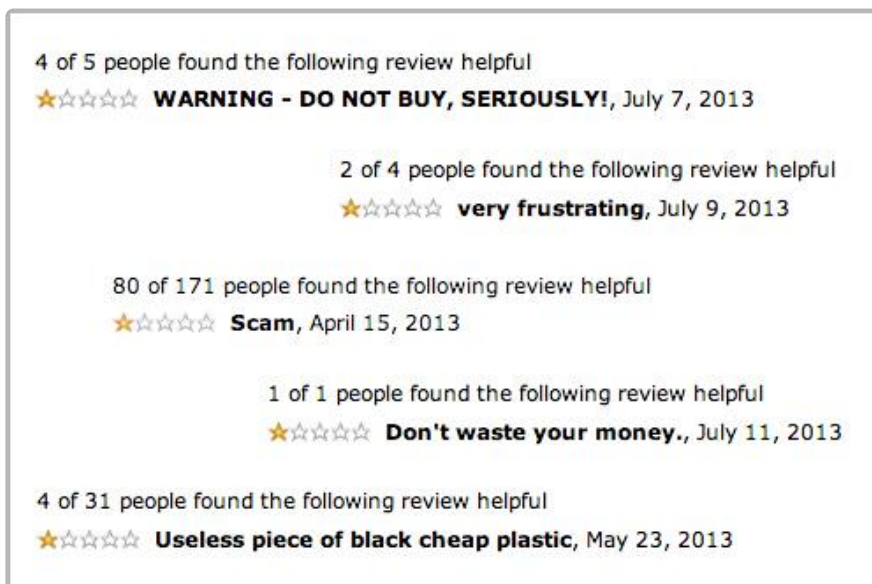 4 of 5 people found the following review helpful
WARNING - DO NOT BUY, SERIOUSLY!, July 7, 2013
2 of 4 people found the following review helpful
very frustrating, July 9, 2013
80 of 171 people found the following review helpful
Scam, April 15, 2013
1 of 1 people found the following review helpful
Don't waste your money., July 11, 2013
4 of 31 people found the following review helpful
Useless piece of black cheap plastic, May 23, 2013